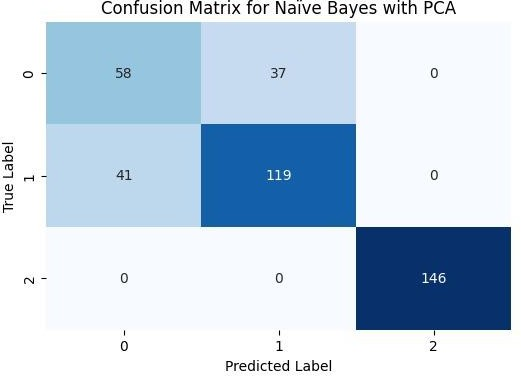 Confusion Matrix for Naïve Bayes with PCA
0 58 37 0
1 41 119 0
2 0 0 146
0 1 2
True Label
Predicted Label